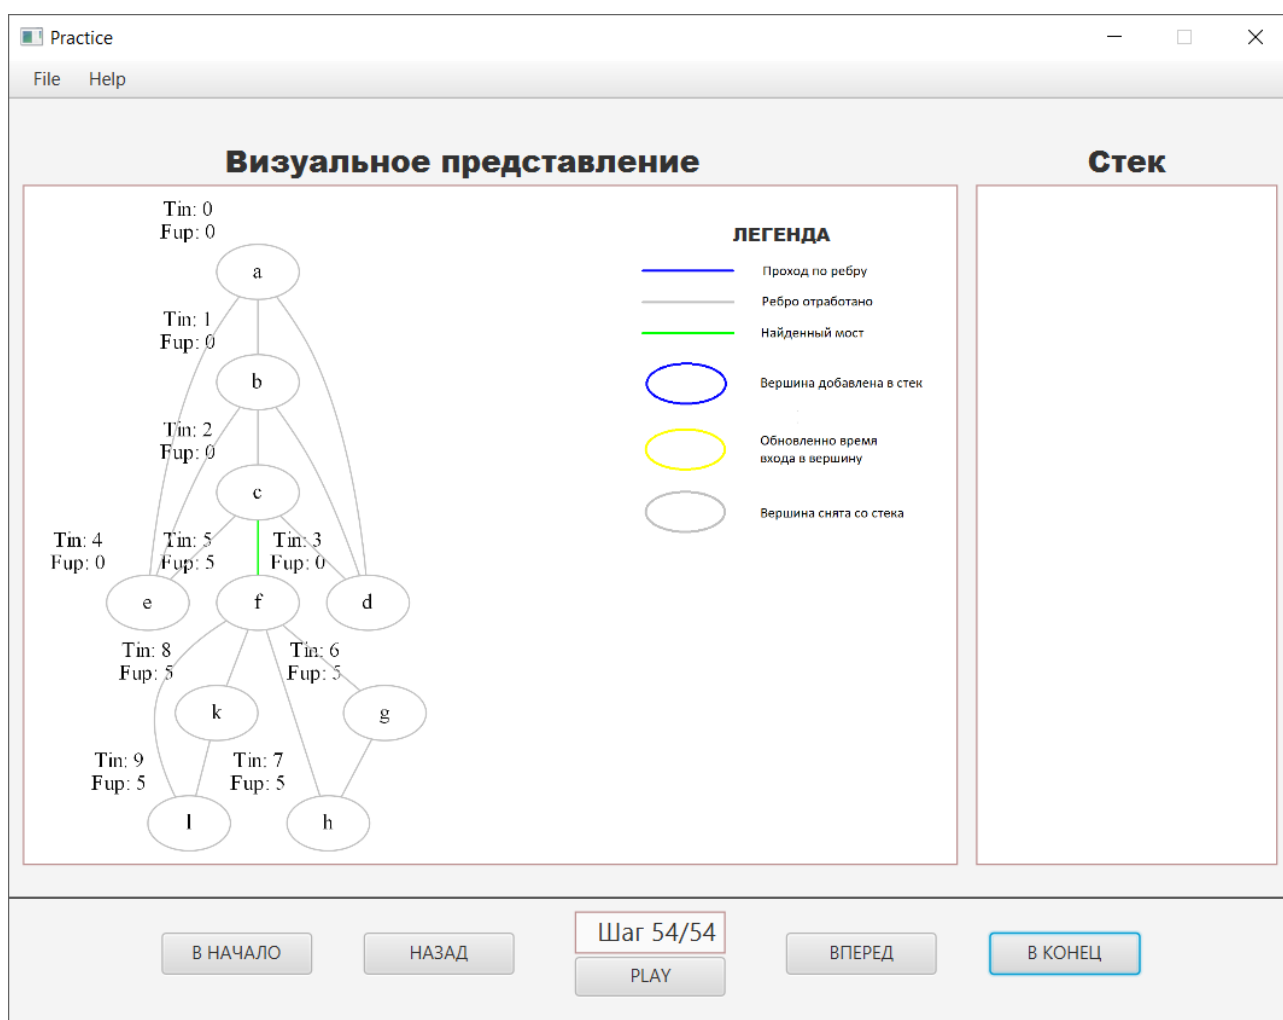 Practice
File Help
Визуальное представление
Стек
Tin: 0
Fup: 0
a
Tin: 1
Fup: 0
b
Tin: 2
Fup: 0
c
Tin: 4
Fup: 0
Tin: 5
Fup: 5
Tin: 3
Fup: 0
e
f
d
Tin: 8
Fup: 5
Tin: 6
Fup: 5
k
g
Tin: 9
Fup: 5
Tin: 7
Fup: 5
l
h
ЛЕГЕНДА
Проход по ребру
Ребро отработано
Найденный мост
Вершина добавлена в стек
Обновленно время
входа в вершину
Вершина снята со стека
В НАЧАЛО
НАЗАД
Шаг 54/54
PLAY
ВПЕРЕД
В КОНЕЦ